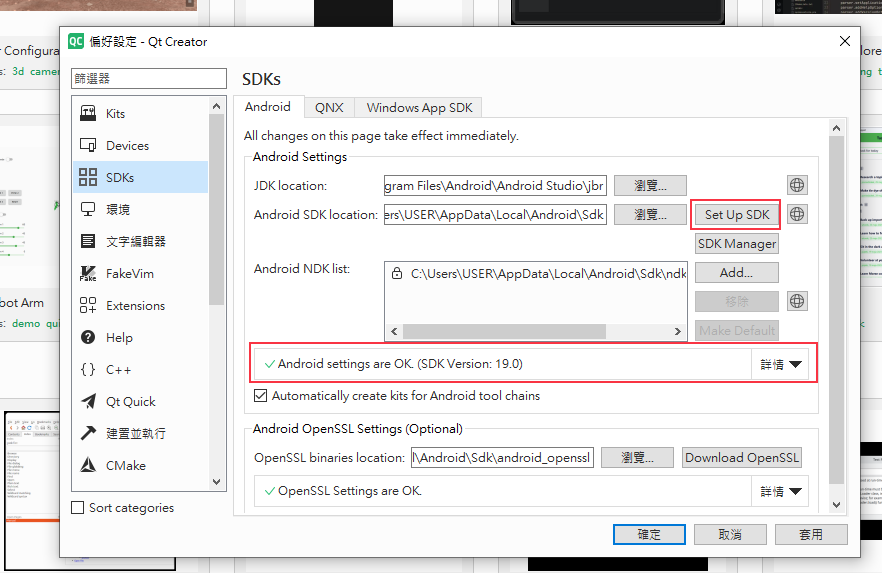 偏好設定 - Qt Creator
篩選器
SDKs
Kits
Devices
SDKs
環境
文字編輯器
FakeVim
Extensions
Help
C++
Qt Quick
建置並執行
CMake
Sort categories
Android
QNX
Windows App SDK
All changes on this page take effect immediately.
Android Settings
JDK location: gram Files\Android\Android Studio\jbr 瀏覽...
Android SDK location: ers\USER\AppData\Local\Android\Sdk 瀏覽... Set Up SDK
SDK Manager
Android NDK list: C:\Users\USER\AppData\Local\Android\Sdk\ndk Add...
移除
Make Default
Android settings are OK. (SDK Version: 19.0) 詳情
Automatically create kits for Android tool chains
Android OpenSSL Settings (Optional)
OpenSSL binaries location: l\Android\Sdk\android_openssl 瀏覽... Download OpenSSL
OpenSSL Settings are OK. 詳情
確定 取消 套用
r Configura
s: 3d camer
bot Arm
s: demo qui
lore
ng t